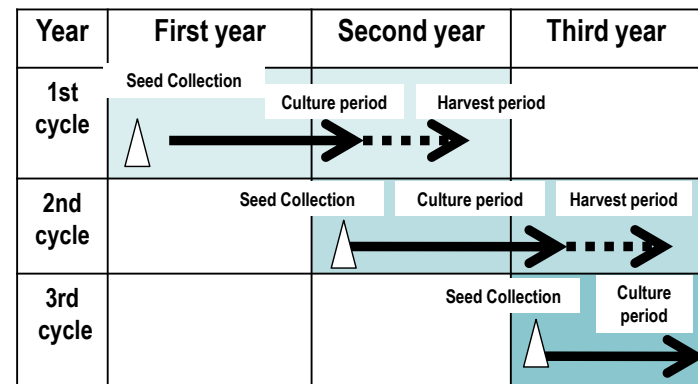 Year First year Second year Third year
1st
cycle
Seed Collection
Culture period Harvest period
2nd
cycle
Seed Collection Culture period Harvest period
3rd
cycle
Seed Collection
Culture
period